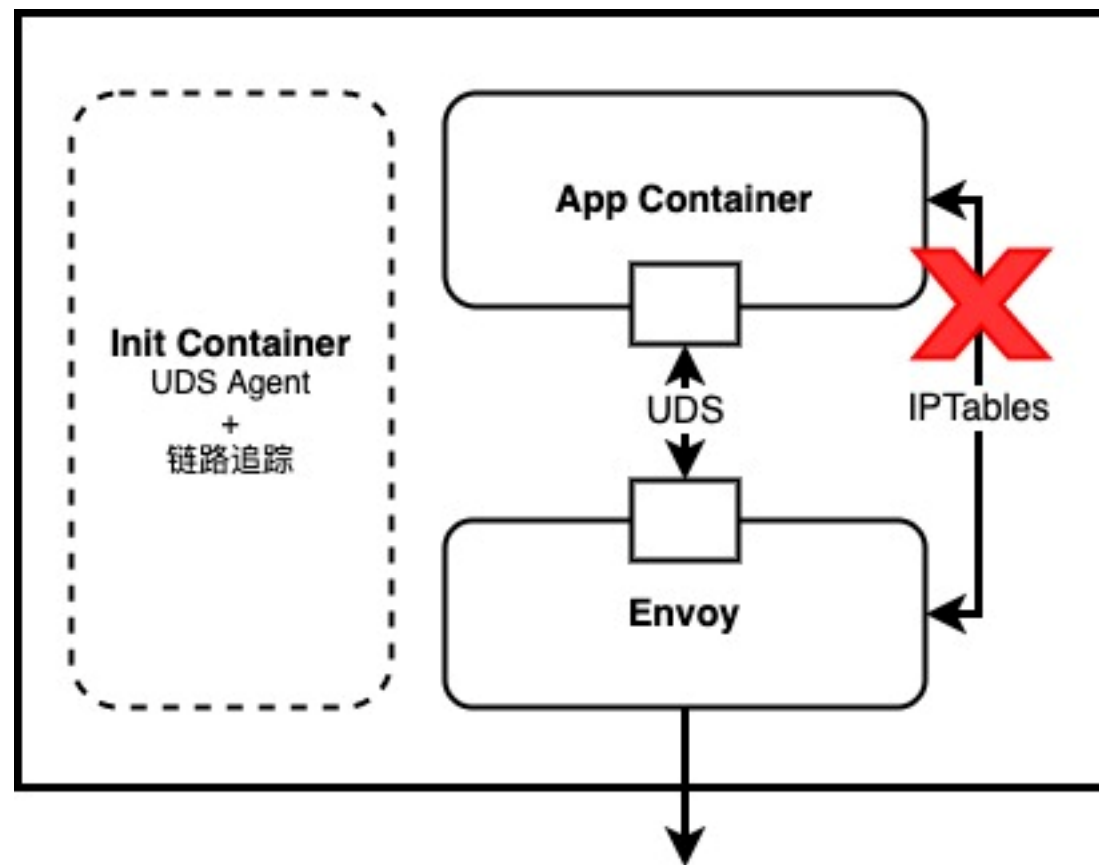 App Container
Init Container
UDS Agent
+
链路追踪
UDS
IPTables
Envoy